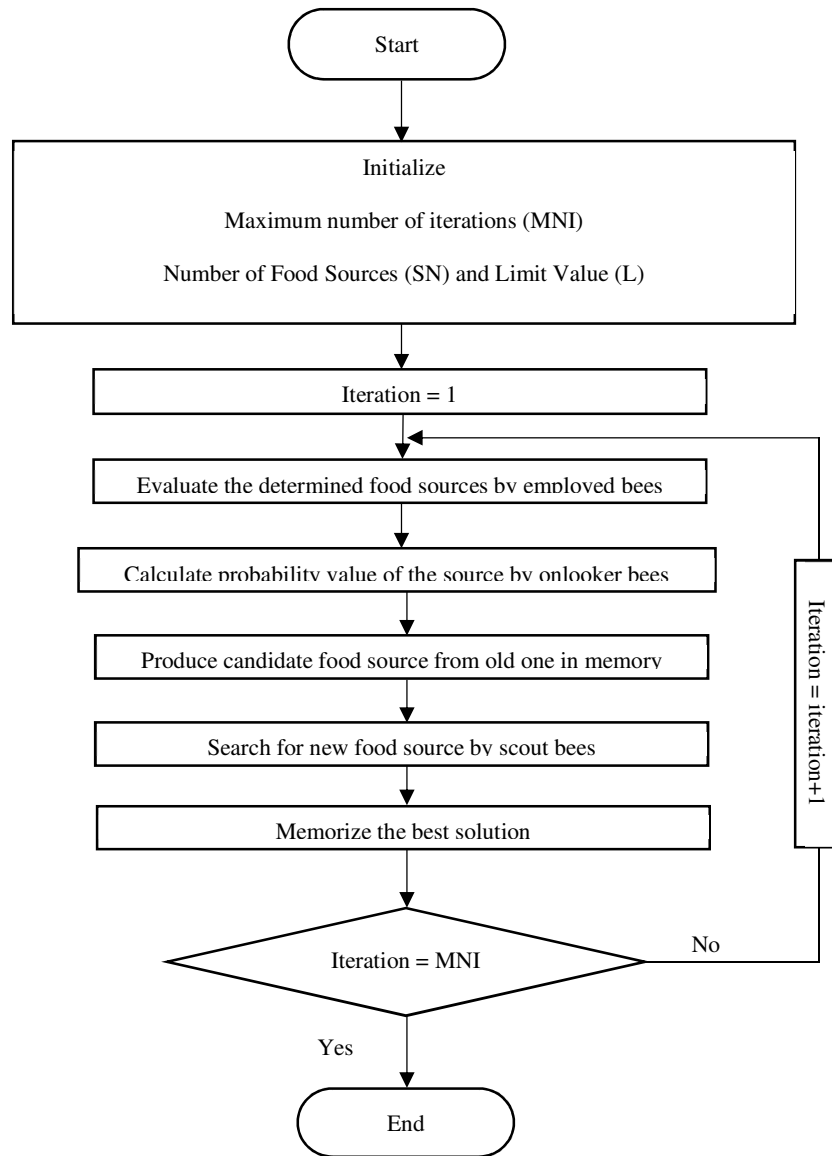 Start
Initialize
Maximum number of iterations (MNI)
Number of Food Sources (SN) and Limit Value (L)
Iteration = 1
Evaluate the determined food sources by employed bees
Calculate probability value of the source by onlooker bees
Produce candidate food source from old one in memory
Search for new food source by scout bees
Memorize the best solution
Iteration = iteration+1
Iteration = MNI
No
Yes
End